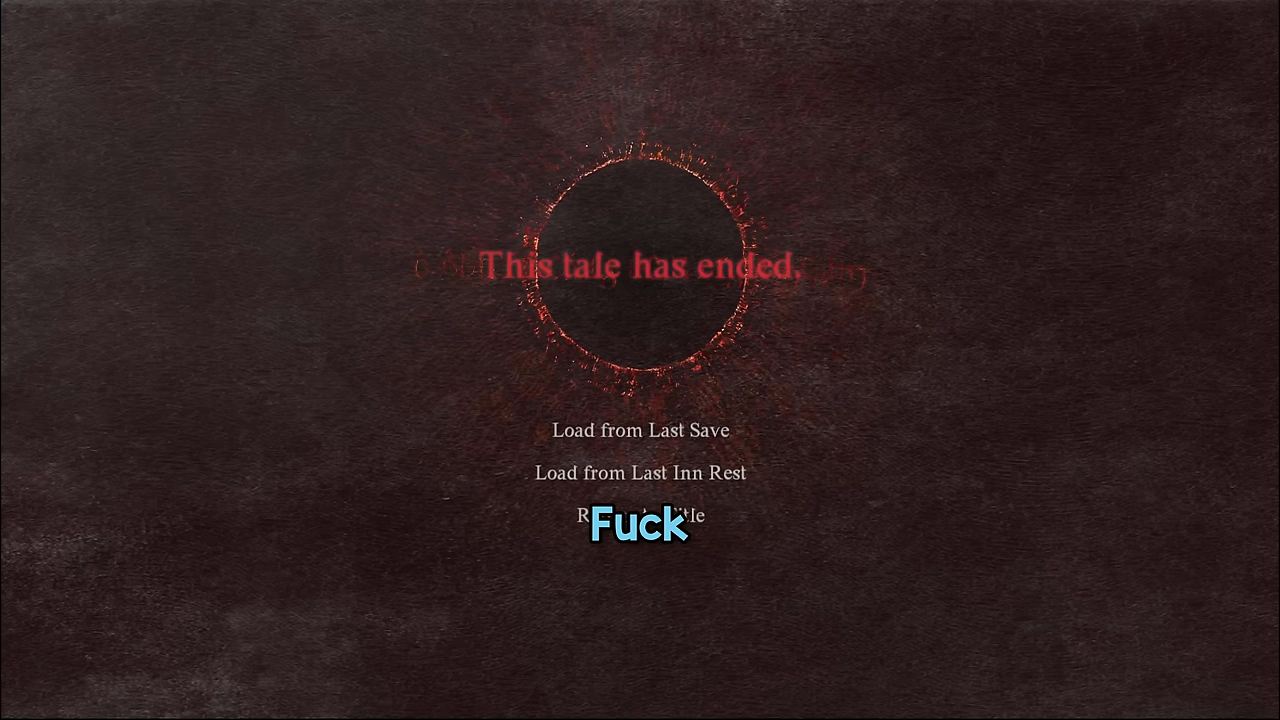 This tale has ended.
Load from Last Save
Load from Last Inn Rest
Fuck